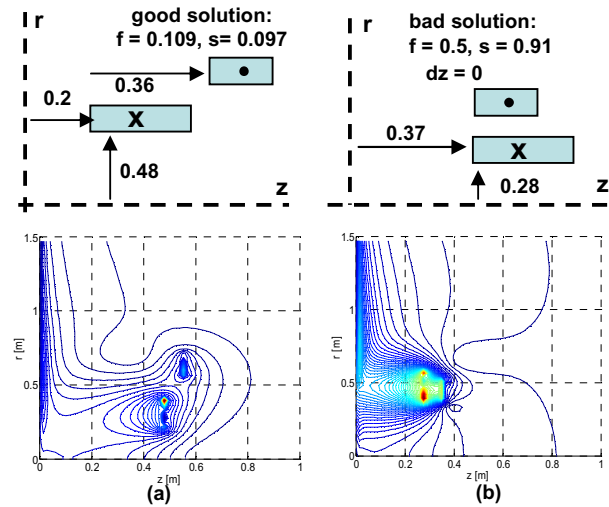 good solution:
f = 0.109, s= 0.097
r
0.36
0.2
X
0.48
z
bad solution:
f = 0.5, s = 0.91
dz = 0
r
0.37
X
0.28
z
1.5
1
0.5
0
r [m]
0 0.2 0.4 0.6 0.8 1
z [m]
(a)
1.5
1
0.5
0
r [m]
0 0.2 0.4 0.6 0.8 1
z [m]
(b)